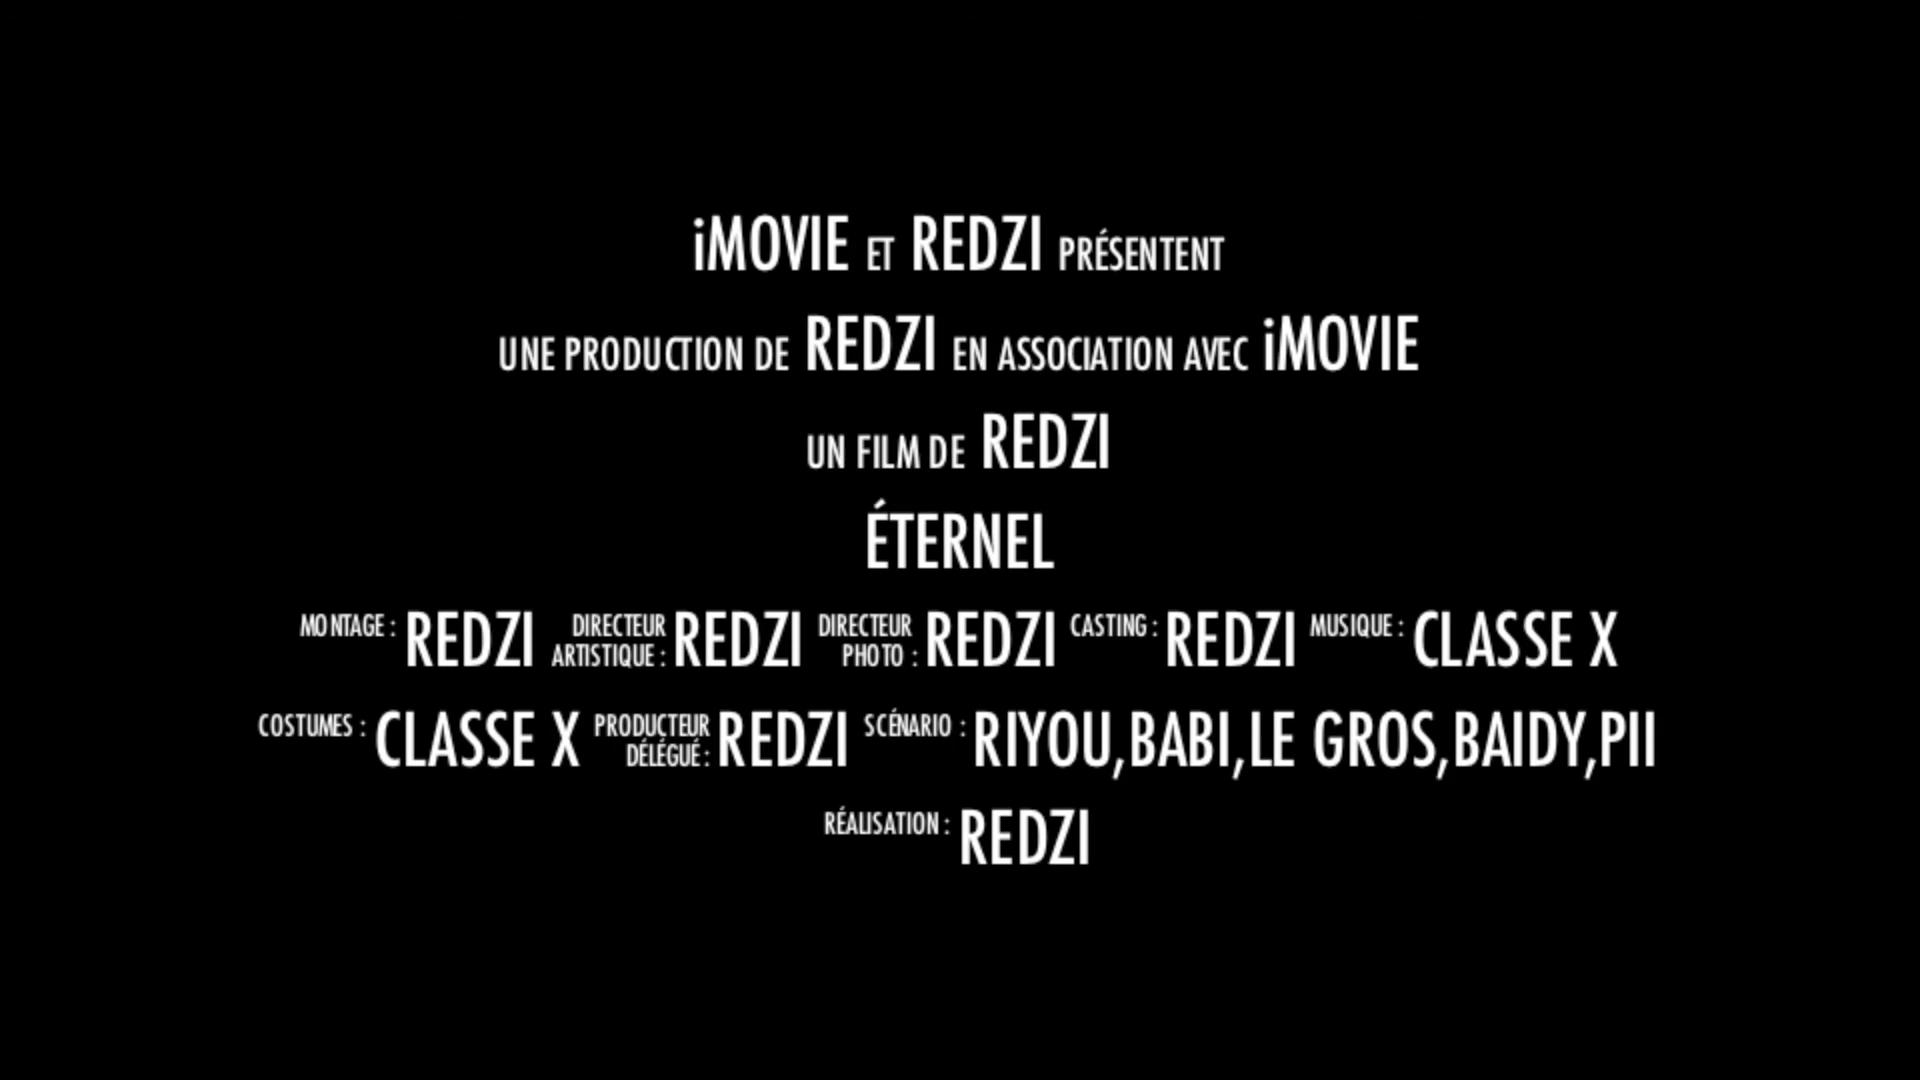 iMOVIE ET REDZI PRÉSENTENT
UNE PRODUCTION DE REDZI EN ASSOCIATION AVEC iMOVIE
UN FILM DE REDZI
ÉTERNEL
MONTAGE : REDZI DIRECTEUR ARTISTIQUE : REDZI DIRECTEUR PHOTO : REDZI CASTING : REDZI MUSIQUE : CLASSE X
COSTUMES : CLASSE X PRODUCTEUR DÉLÉGUÉ : REDZI SCÉNARIO : RIYOU,BABI,LE GROS,BAIDY,PII
RÉALISATION : REDZI